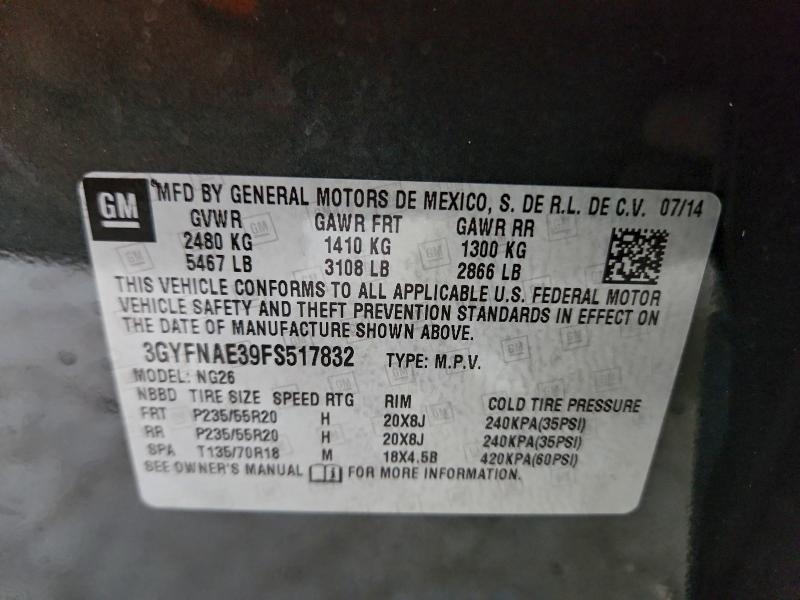 GM
MFD BY GENERAL MOTORS DE MEXICO, S. DE R.L. DE C.V. 07/14
GVWR GAWR FRT GAWR RR
2480 KG 1410 KG 1300 KG
5467 LB 3108 LB 2866 LB
THIS VEHICLE CONFORMS TO ALL APPLICABLE U.S. FEDERAL MOTOR
VEHICLE SAFETY AND THEFT PREVENTION STANDARDS IN EFFECT ON
THE DATE OF MANUFACTURE SHOWN ABOVE.
3GYFNAE39FS517832 TYPE: M.P.V.
MODEL: NG26
NBBD TIRE SIZE SPEED RTG RIM COLD TIRE PRESSURE
FRT P235/55R20 H 20X8J 240KPA(35PSI)
RR P235/55R20 H 20X8J 240KPA(35PSI)
SPA T135/70R18 M 18X4.5B 420KPA(60PSI)
SEE OWNER'S MANUAL FOR MORE INFORMATION.